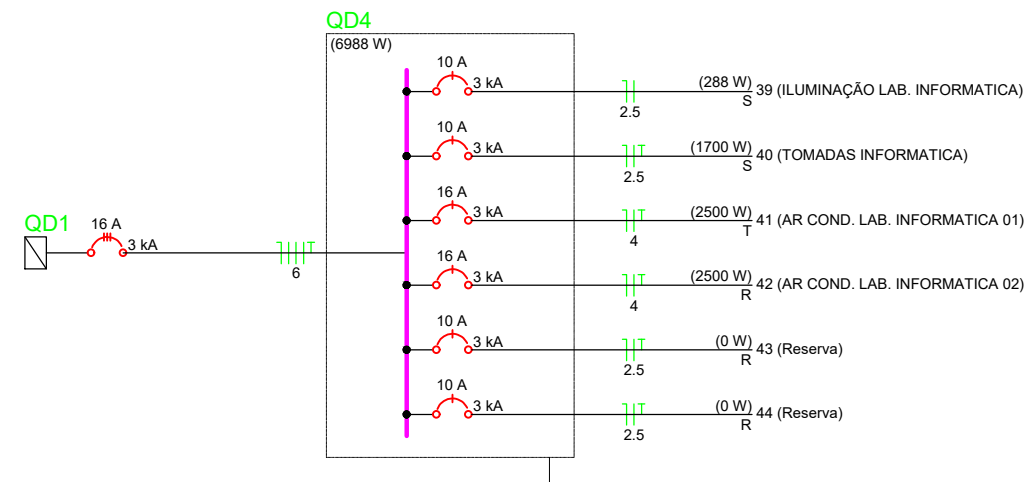 QD4
(6988 W)
10 A
3 kA
2.5
(288 W)
S
39 (ILUMINAÇÃO LAB. INFORMATICA)
10 A
3 kA
2.5
(1700 W)
S
40 (TOMADAS INFORMATICA)
16 A
3 kA
4
(2500 W)
T
41 (AR COND. LAB. INFORMATICA 01)
QD1
16 A
3 kA
6
16 A
3 kA
4
(2500 W)
R
42 (AR COND. LAB. INFORMATICA 02)
10 A
3 kA
2.5
(0 W)
R
43 (Reserva)
10 A
3 kA
2.5
(0 W)
R
44 (Reserva)